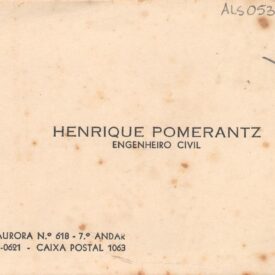 ALS053
HENRIQUE POMERANTZ
ENGENHEIRO CIVIL
AURORA N.º 618 - 7.º ANDAR
-0621 - CAIXA POSTAL 1063